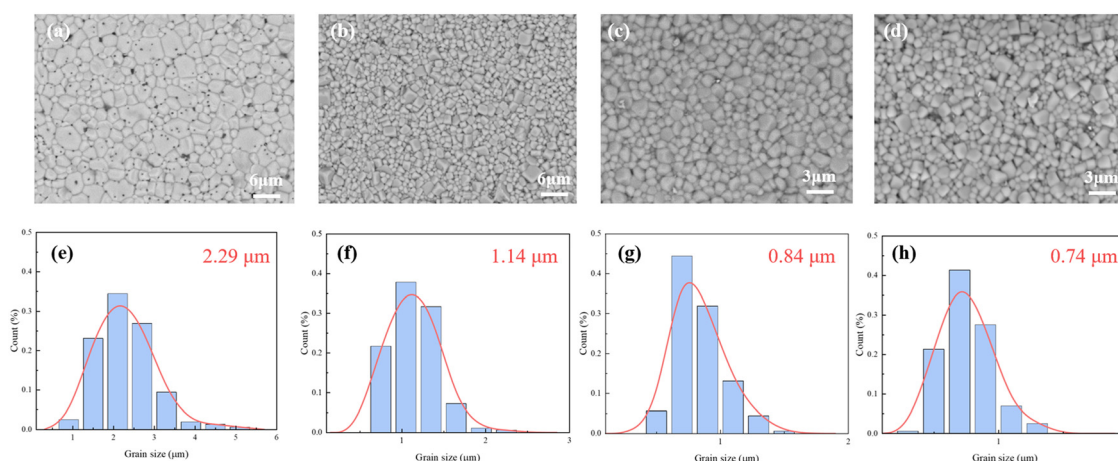 (a)
6μm
(b)
6μm
(c)
3μm
(d)
3μm
(e)
2.29 μm
Count (%)
0.5
0.4
0.3
0.2
0.1
0.0
1 2 3 4 5 6
Grain size (μm)
(f)
1.14 μm
Count (%)
0.5
0.4
0.3
0.2
0.1
0.0
1 2 3
Grain size (μm)
(g)
0.84 μm
Count (%)
0.5
0.4
0.3
0.2
0.1
0.0
1 2
Grain size (μm)
(h)
0.74 μm
Count (%)
0.5
0.4
0.3
0.2
0.1
0.0
1
Grain size (μm)